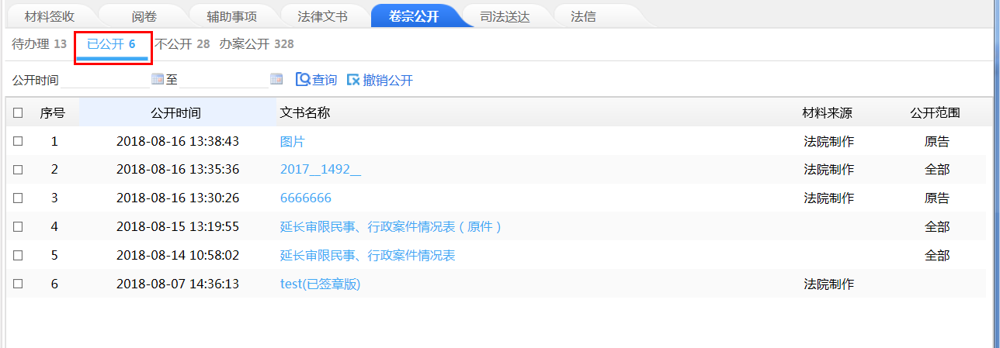 材料签收 阅卷 辅助事项 法律文书 卷宗公开 司法送达 法信
待办理 13 已公开 6 不公开 28 办案公开 328
公开时间 至 查询 撤销公开
序号 公开时间 文书名称 材料来源 公开范围
1 2018-08-16 13:38:43 图片 法院制作 原告
2 2018-08-16 13:35:36 2017__1492__ 法院制作 全部
3 2018-08-16 13:30:26 6666666 法院制作 原告
4 2018-08-15 13:19:55 延长审限民事、行政案件情况表（原件） 全部
5 2018-08-14 10:58:02 延长审限民事、行政案件情况表 全部
6 2018-08-07 14:36:13 test(已签章版) 法院制作